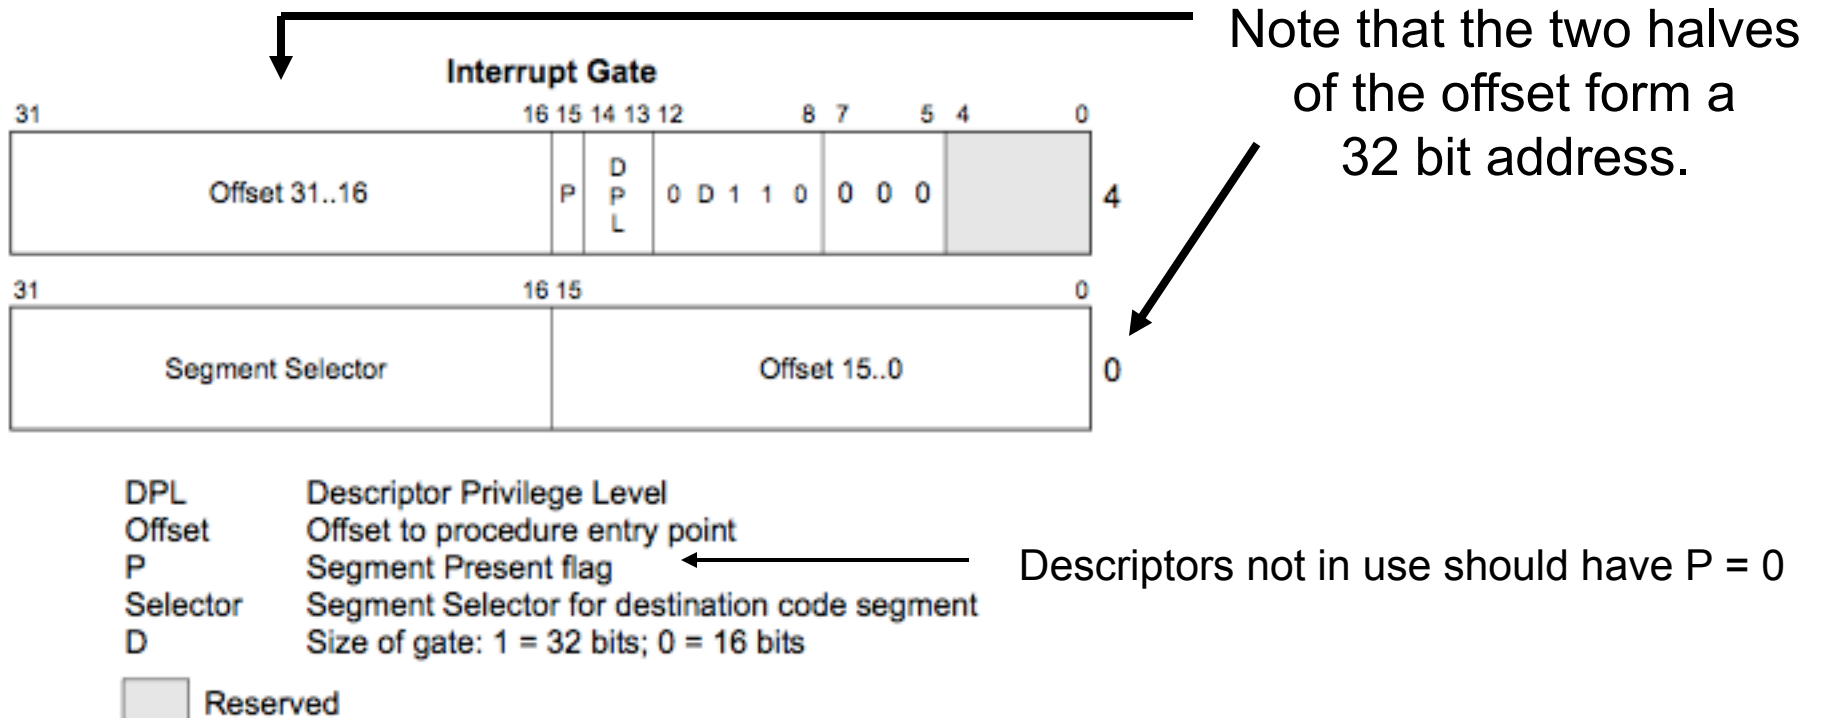 Note that the two halves
of the offset form a
32 bit address.
Interrupt Gate
31 16 15 14 13 12 8 7 5 4 0
Offset 31..16 P D P L 0 D 1 1 0 0 0 0 4
31 16 15 0
Segment Selector Offset 15..0 0
DPL Descriptor Privilege Level
Offset Offset to procedure entry point
P Segment Present flag Descriptors not in use should have P = 0
Selector Segment Selector for destination code segment
D Size of gate: 1 = 32 bits; 0 = 16 bits
Reserved